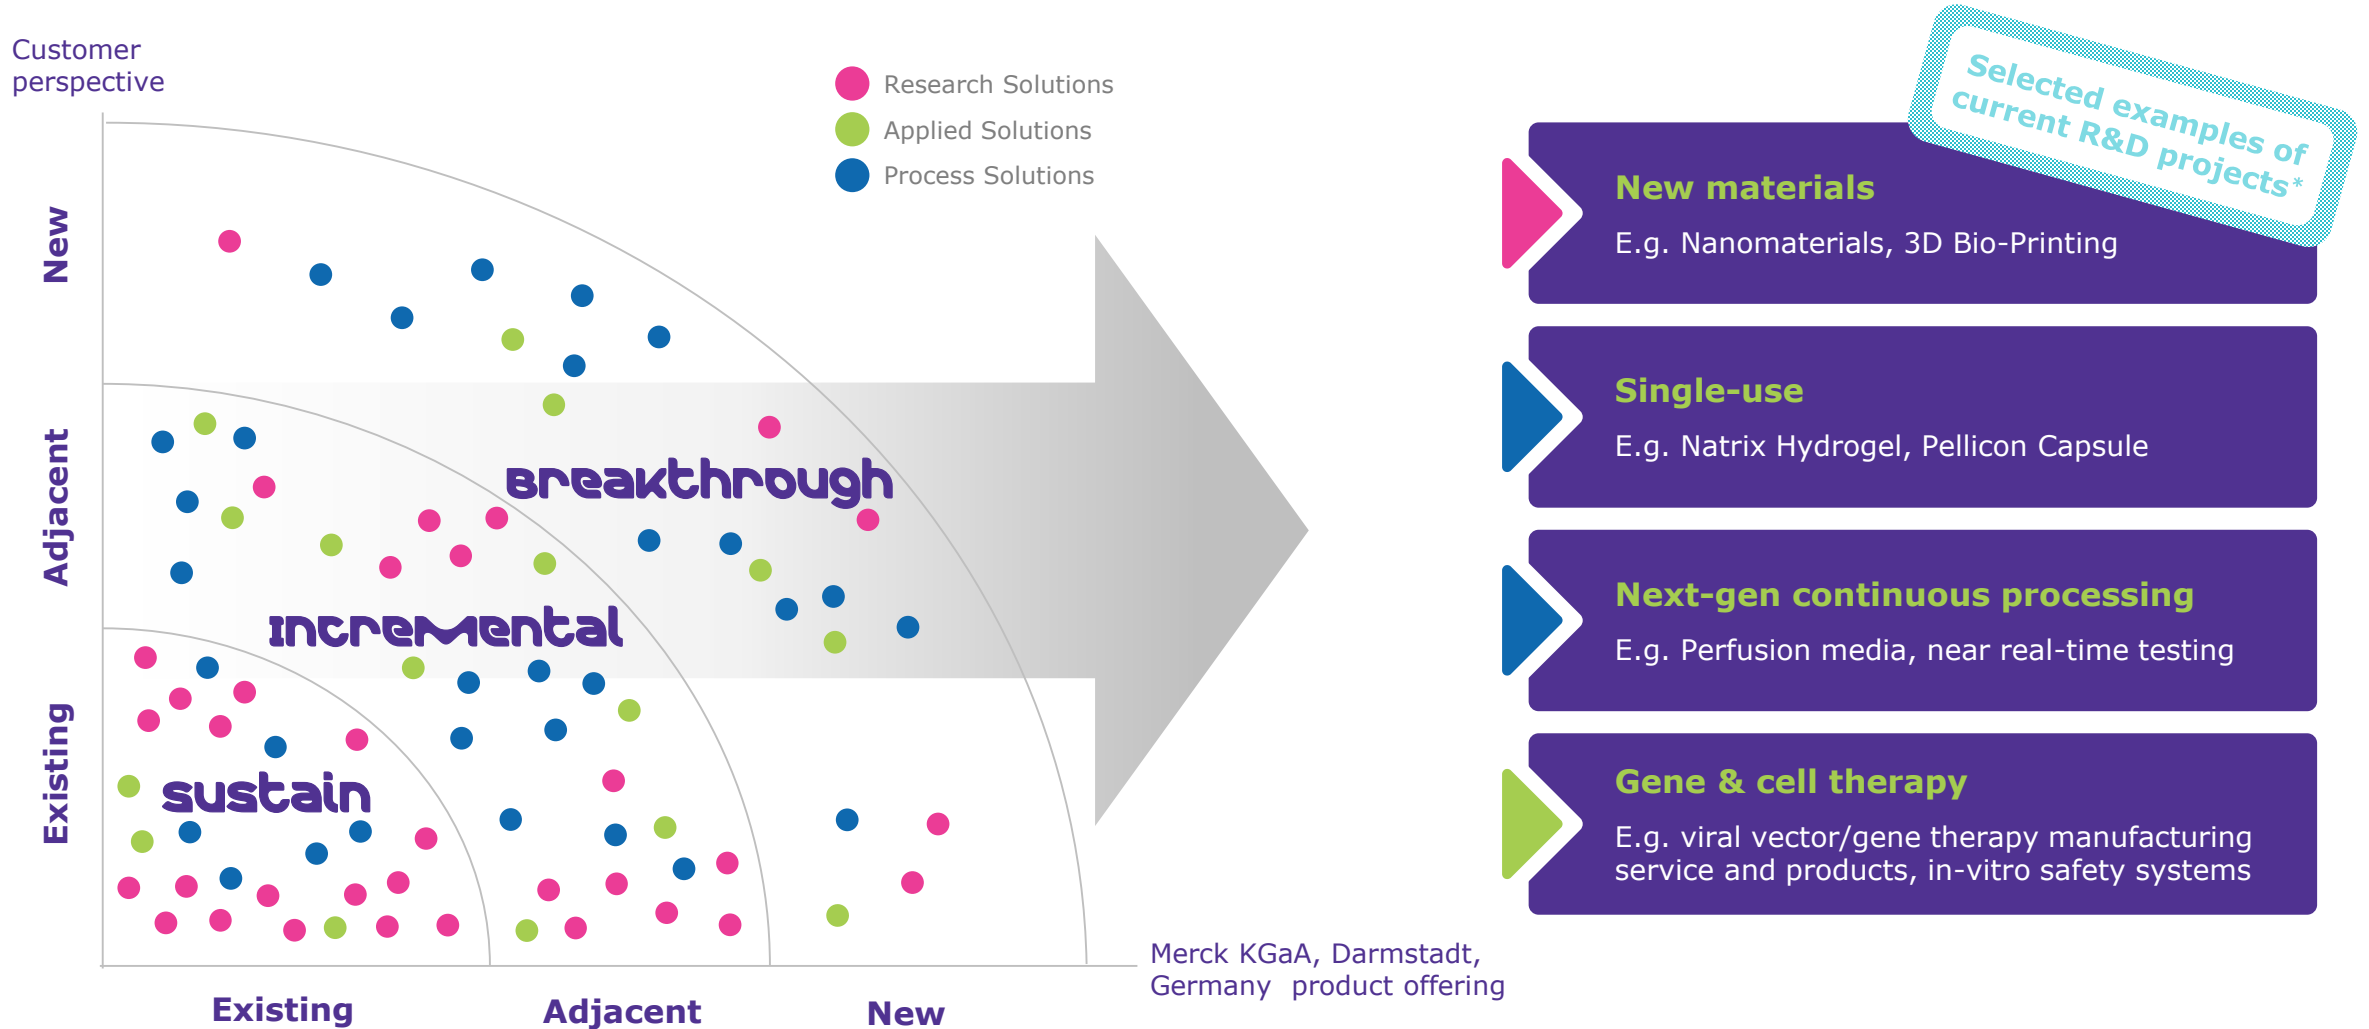 Customer
perspective
Research Solutions
Applied Solutions
Process Solutions
New
Adjacent
Existing
Breakthrough
Incremental
sustain
Existing
Adjacent
New
Merck KGaA, Darmstadt,
Germany product offering
Selected examples of
current R&D projects*
New materials
E.g. Nanomaterials, 3D Bio-Printing
Single-use
E.g. Natrix Hydrogel, Pellicon Capsule
Next-gen continuous processing
E.g. Perfusion media, near real-time testing
Gene & cell therapy
E.g. viral vector/gene therapy manufacturing
service and products, in-vitro safety systems